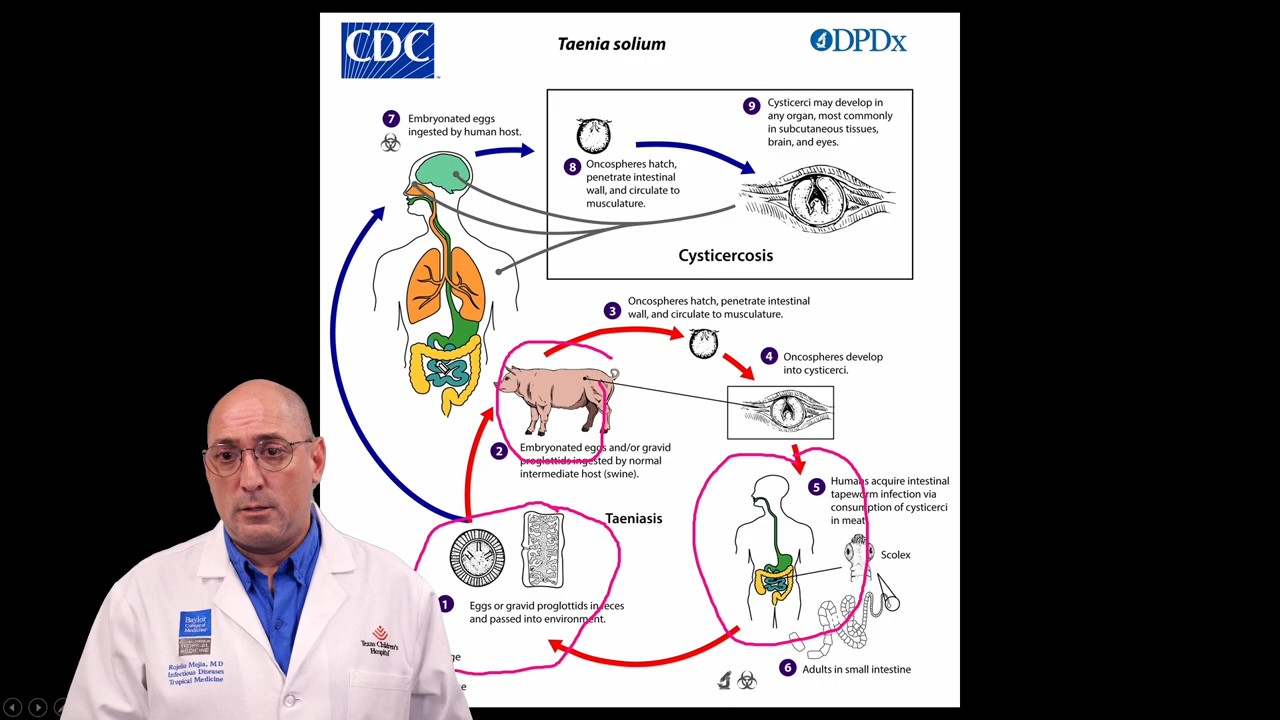 CDC
Taenia solium
DPDx
7
Embryonated eggs
ingested by human host.
8
Oncospheres hatch,
penetrate intestinal
wall, and circulate to
musculature.
9
Cysticerci may develop in
any organ, most commonly
in subcutaneous tissues,
brain, and eyes.
Cysticercosis
3
Oncospheres hatch, penetrate intestinal
wall, and circulate to musculature.
4
Oncospheres develop
into cysticerci.
2
Embryonated eggs and/or gravid
proglottids ingested by normal
intermediate host (swine).
5
Humans acquire intestinal
tapeworm infection via
consumption of cysticerci
in meat
Taeniasis
Scolex
1
Eggs or gravid proglottids in feces
and passed into environment.
6
Adults in small intestine
ge
e
Baylor
College of
Medicine
TROPICAL
MEDICINE
Rojelio Mejia, M.D
Infectious Diseases
Tropical Medicine
Texas Children's
Hospital